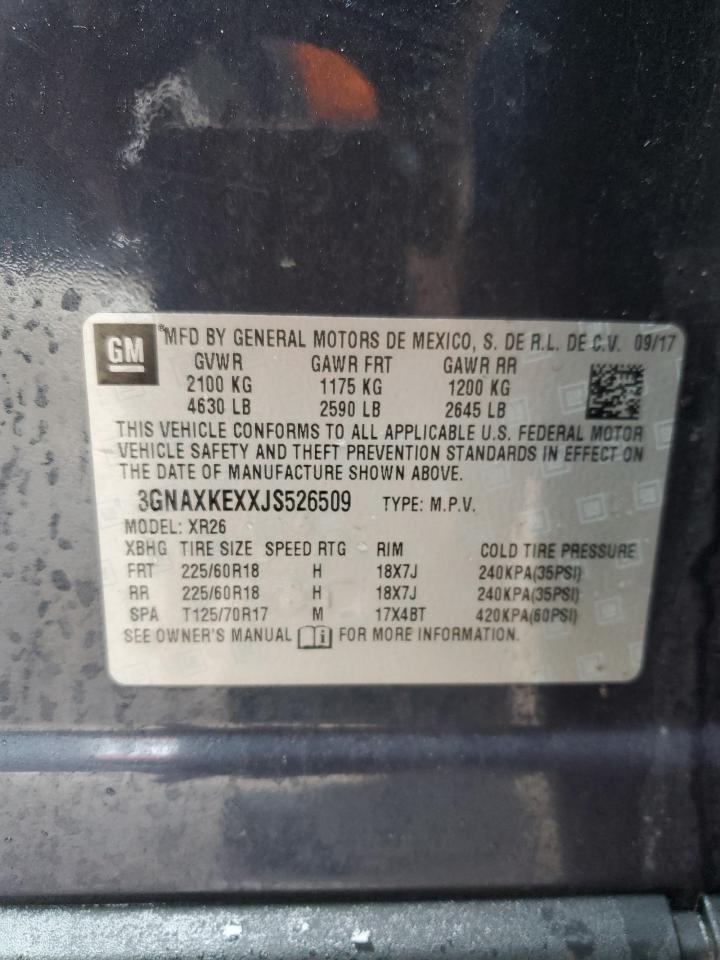 GM ®MFD BY GENERAL MOTORS DE MEXICO, S. DE R.L. DE C.V. 09/17
GVWR GAWR FRT GAWR RR
2100 KG 1175 KG 1200 KG
4630 LB 2590 LB 2645 LB
THIS VEHICLE CONFORMS TO ALL APPLICABLE U.S. FEDERAL MOTOR
VEHICLE SAFETY AND THEFT PREVENTION STANDARDS IN EFFECT ON
THE DATE OF MANUFACTURE SHOWN ABOVE.
3GNAXKEXXJS526509 TYPE: M.P.V.
MODEL: XR26
XBHG TIRE SIZE SPEED RTG RIM COLD TIRE PRESSURE
FRT 225/60R18 H 18X7J 240KPA(35PSI)
RR 225/60R18 H 18X7J 240KPA(35PSI)
SPA T125/70R17 M 17X4BT 420KPA(60PSI)
SEE OWNER'S MANUAL i FOR MORE INFORMATION.